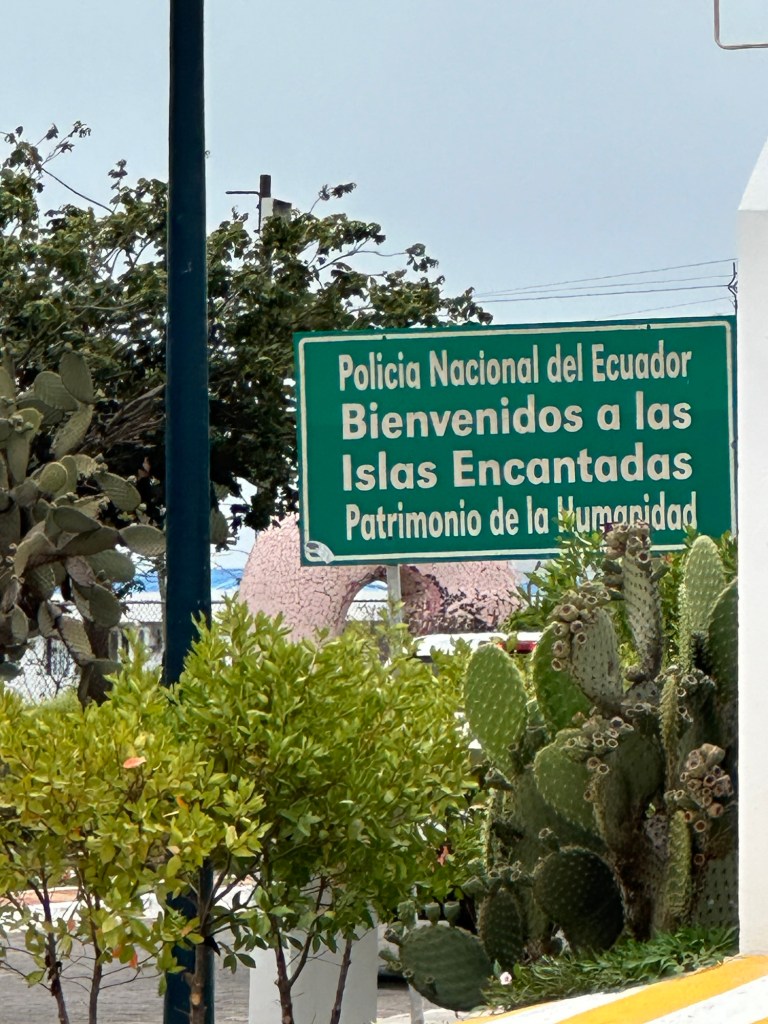 Policia Nacional del Ecuador
Bienvenidos a las
Islas Encantadas
Patrimonio de la Humanidad